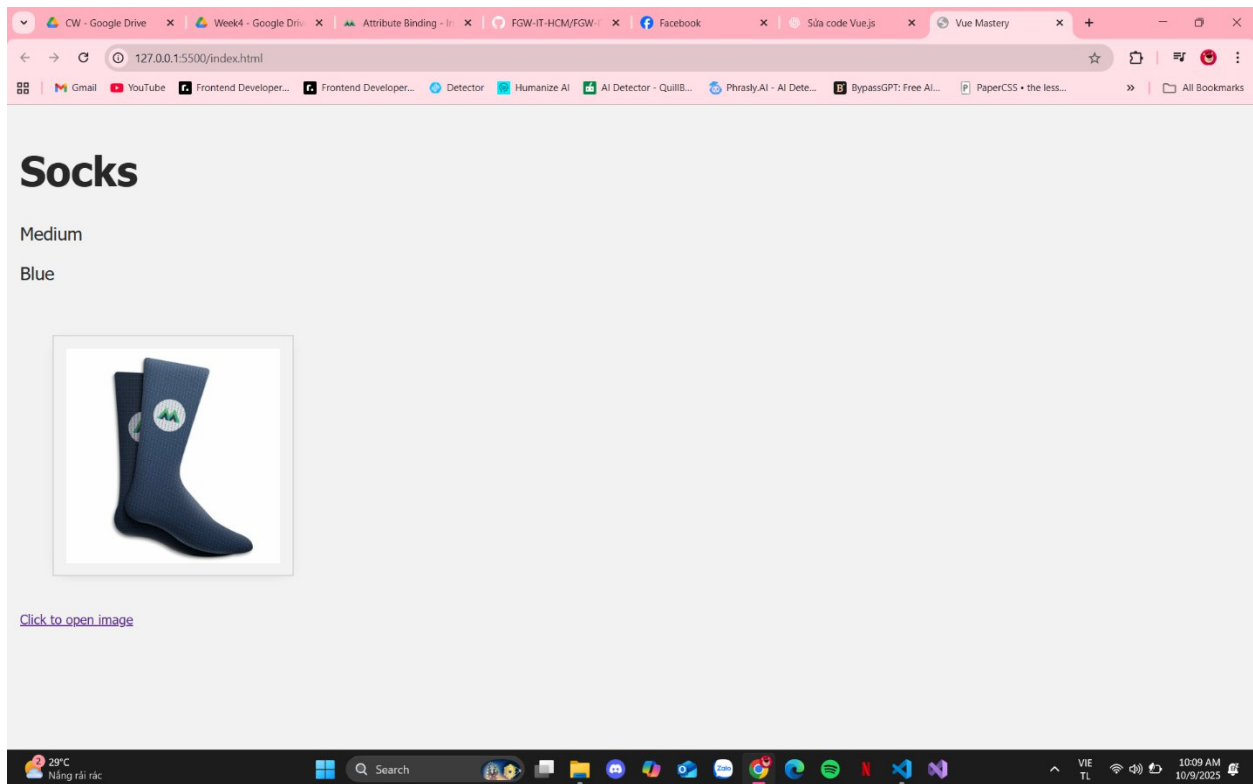 CW - Google Drive
Week4 - Google Driv
Attribute Binding - In
FGW-IT-HCM/FGW-I
Facebook
Sửa code Vue.js
Vue Mastery
127.0.0.1:5500/index.html
Gmail
YouTube
Frontend Developer...
Frontend Developer...
Detector
Humanize AI
AI Detector - QuillB...
Phrasly.AI - AI Dete...
BypassGPT: Free AI...
PaperCSS • the less...
»
All Bookmarks
Socks
Medium
Blue
Click to open image
2
29°C
Nắng rải rác
Search
Zalo
VIE
TL
10:09 AM
10/9/2025